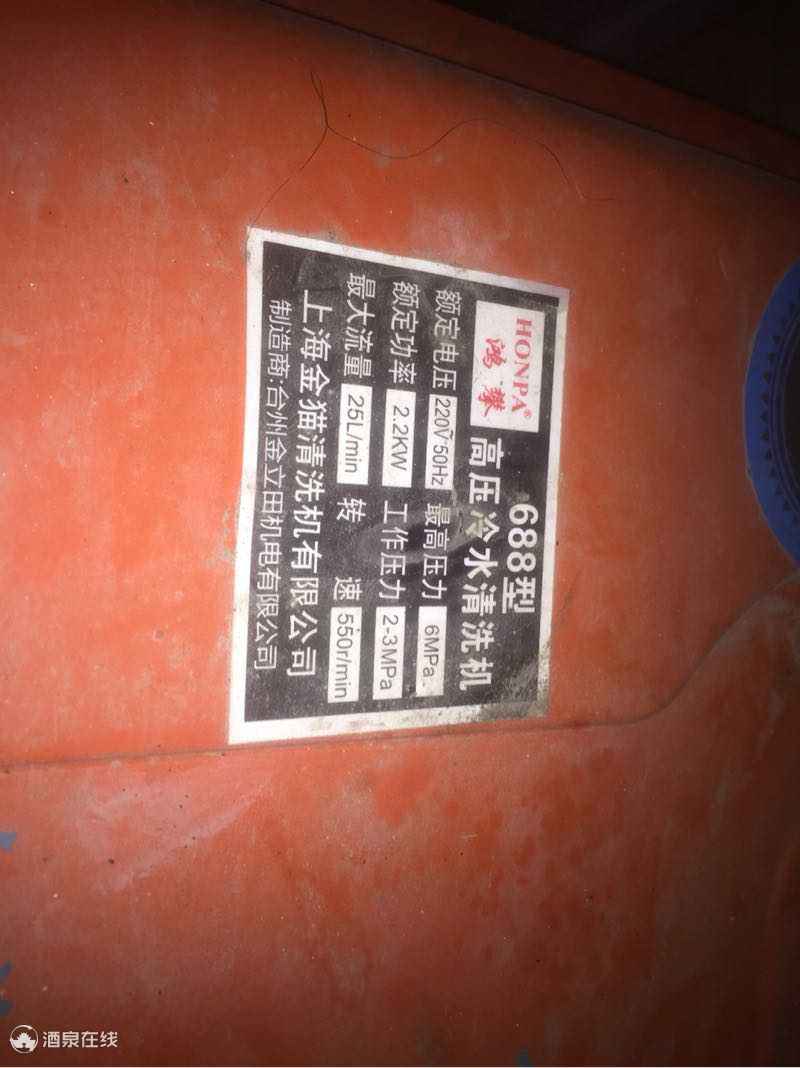 HONPA®
鸿攀
688型
高压冷水清洗机
额定电压 220V~50Hz 最高压力 6MPa
额定功率 2.2KW 工作压力 2-3MPa
最大流量 25L/min 转速 550r/min
上海金猫清洗机有限公司
制造商:台州金立田机电有限公司
酒泉在线